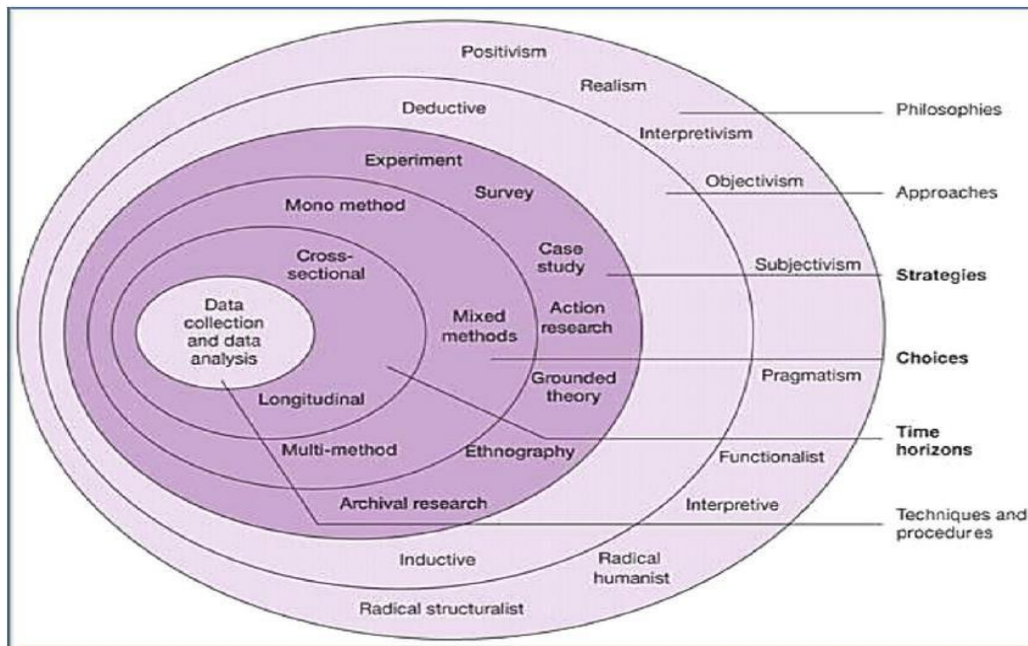 Positivism
Realism
Philosophies
Deductive
Interpretivism
Experiment
Objectivism
Approaches
Survey
Mono method
Case
study
Cross-
sectional
Subjectivism
Strategies
Data
collection
and data
analysis
Mixed
methods
Action
research
Choices
Pragmatism
Grounded
theory
Longitudinal
Time
horizons
Multi-method
Ethnography
Functionalist
Archival research
Interpretive
Techniques and
procedures
Inductive
Radical
humanist
Radical structuralist